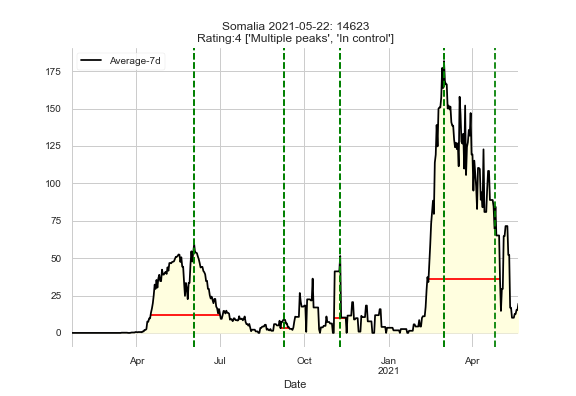 Somalia 2021-05-22: 14623
Rating:4 ['Multiple peaks', 'In control']
Average-7d
175
150
125
100
75
50
25
0
Apr
Jul
Oct
Jan
2021
Apr
Date